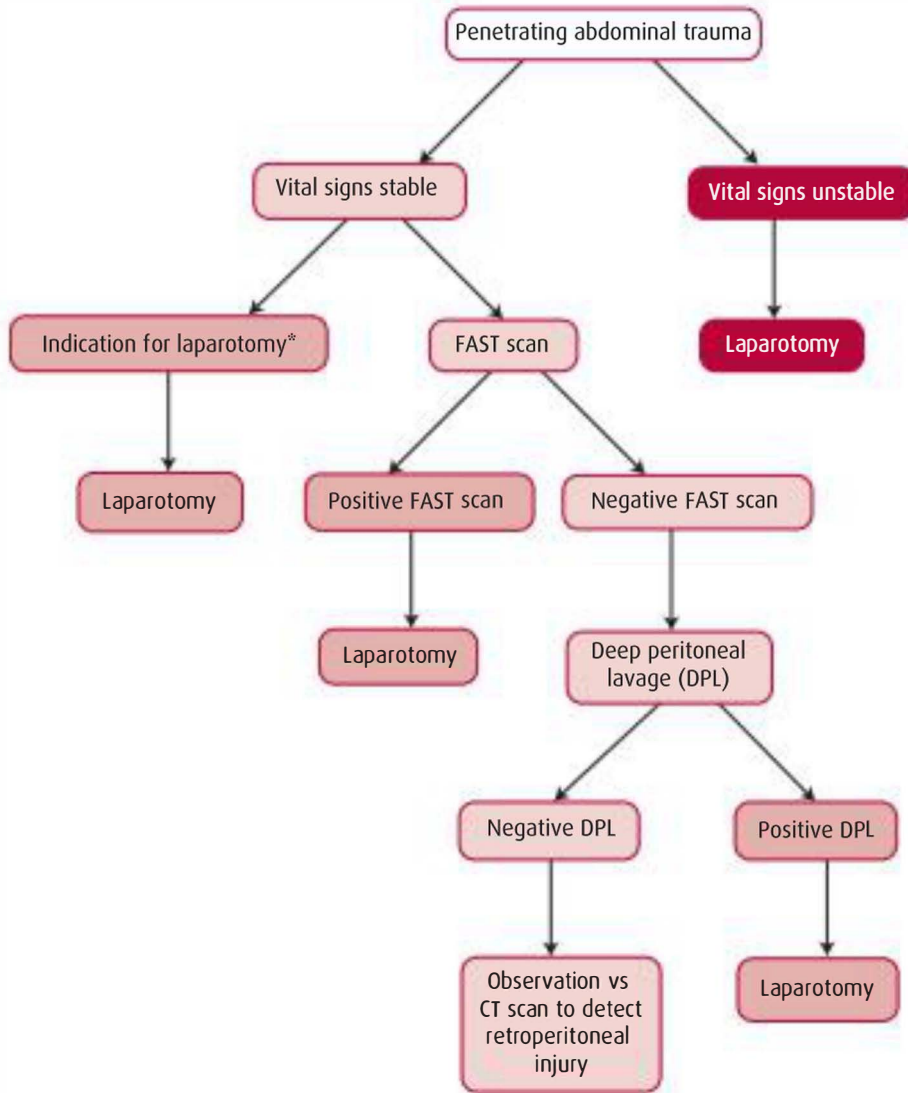 Penetrating abdominal trauma
Vital signs stable
Vital signs unstable
Indication for laparotomy*
FAST scan
Laparotomy
Laparotomy
Positive FAST scan
Negative FAST scan
Laparotomy
Deep peritoneal
lavage (DPL)
Negative DPL
Positive DPL
Observation vs
CT scan to detect
retroperitoneal
injury
Laparotomy